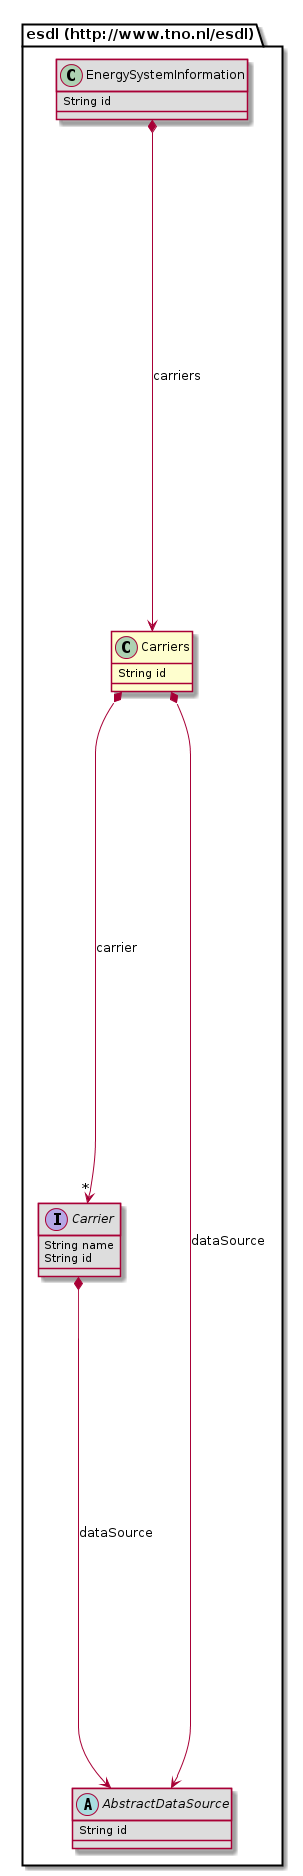 esdl (http://www.tno.nl/esdl)
C EnergySystemInformation
String id
carriers
C Carriers
String id
carrier
*
I Carrier
String name
String id
dataSource
dataSource
A AbstractDataSource
String id